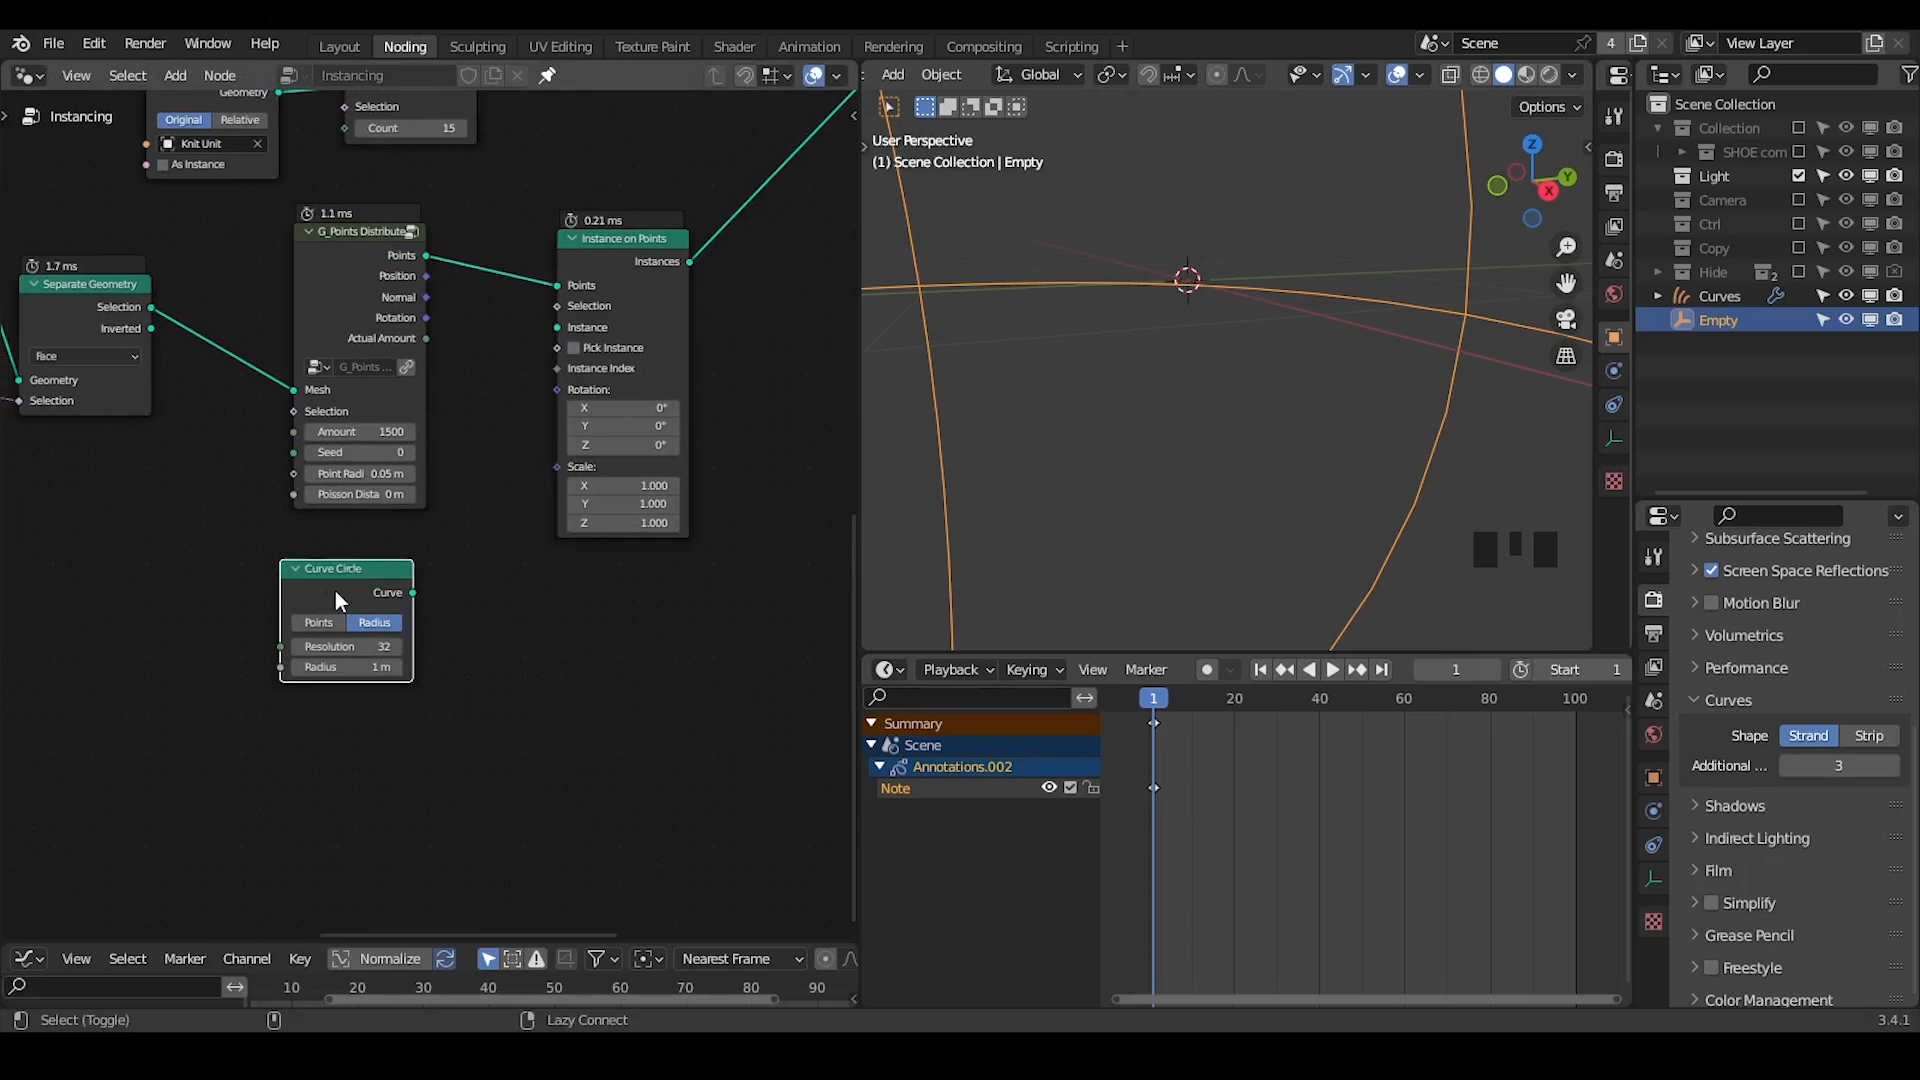 File Edit Render Window Help Layout Noding Sculpting UV Editing Texture Paint Shader Animation Rendering Compositing Scripting Scene 4 View Layer
View Select Add Node Instancing
Add Object Global
Options
Instancing
User Perspective
(1) Scene Collection | Empty
Z
Y
X
Geometry
Original Relative
Knit Unit
As Instance
Selection
Count 15
1.7 ms
Separate Geometry
Selection
Inverted
Face
Geometry
Selection
1.1 ms
G_Points Distribute
Points
Position
Normal
Rotation
Actual Amount
G_Points ...
Mesh
Selection
Amount 1500
Seed 0
Point Radi 0.05 m
Poisson Dista 0 m
0.21 ms
Instance on Points
Instances
Points
Selection
Instance
Pick Instance
Instance Index
Rotation:
X 0°
Y 0°
Z 0°
Scale:
X 1.000
Y 1.000
Z 1.000
Curve Circle
Curve
Points Radius
Resolution 32
Radius 1 m
Scene Collection
Collection
SHOE com
Light
Camera
Ctrl
Copy
Hide 2
Curves
Empty
Subsurface Scattering
Screen Space Reflections
Motion Blur
Volumetrics
Performance
Curves
Shape Strand Strip
Additional ... 3
Shadows
Indirect Lighting
Film
Simplify
Grease Pencil
Freestyle
Color Management
Playback Keying View Marker 1 Start 1
1 20 40 60 80 100
Summary
Scene
Annotations.002
Note
View Select Marker Channel Key Normalize Nearest Frame
10 20 30 40 50 60 70 80 90
Select (Toggle) Lazy Connect 3.4.1